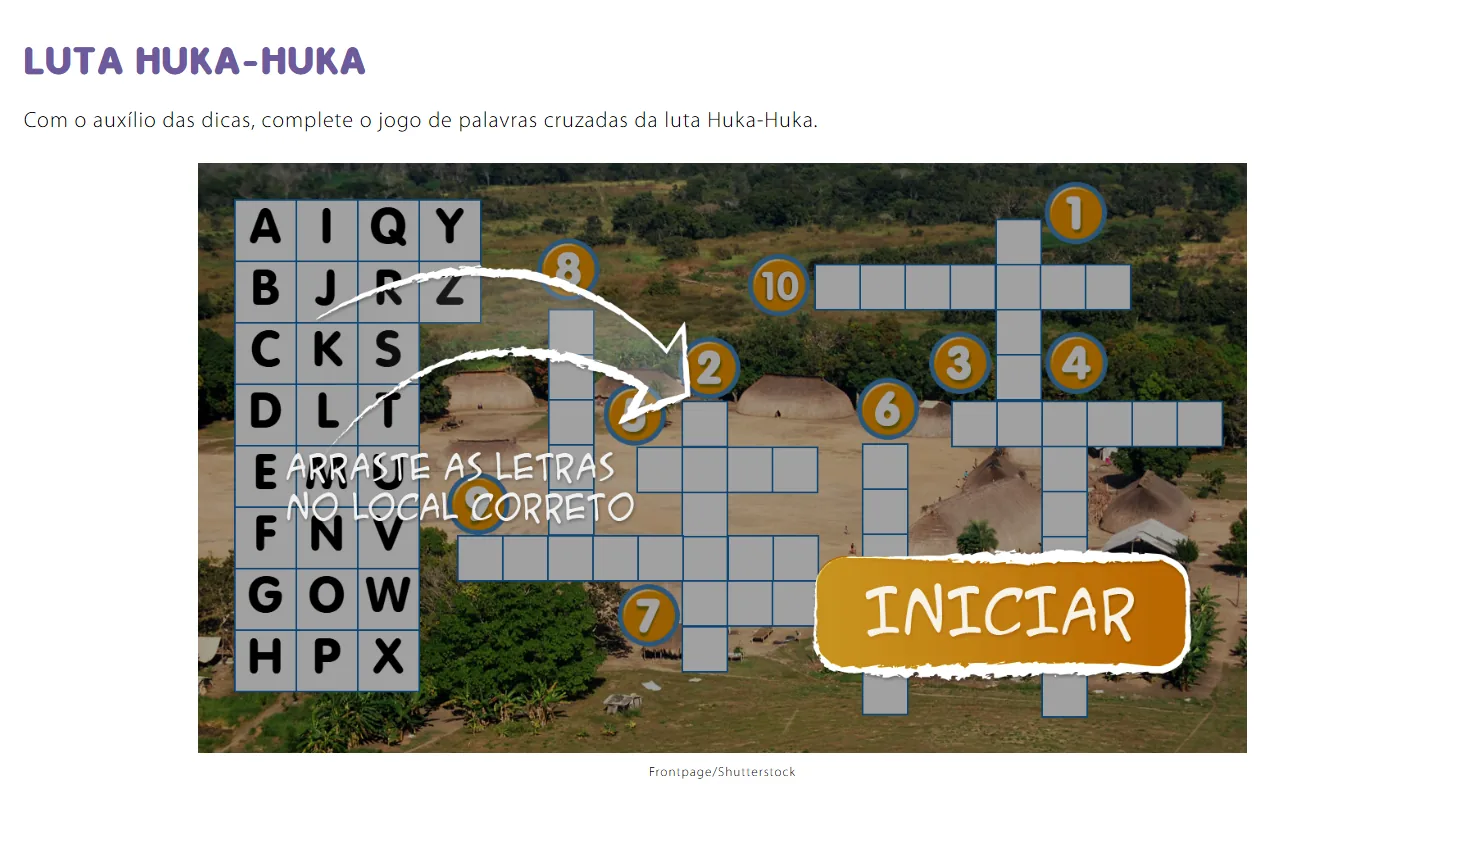 LUTA HUKA-HUKA
Com o auxílio das dicas, complete o jogo de palavras cruzadas da luta Huka-Huka.
A I Q Y
B J R Z
C K S
D L T
E M U
F N V
G O W
H P X
1
8
10
2
3
4
6
7
ARRASTE AS LETRAS
NO LOCAL CORRETO
INICIAR
Frontpage/Shutterstock